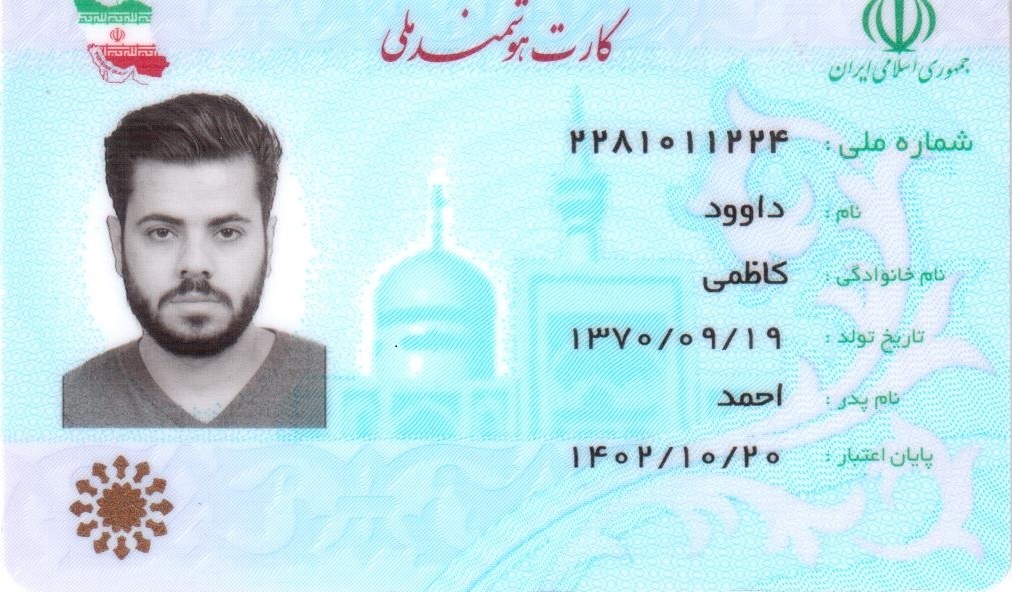 کارت هوشمند ملی
جمهوری اسلامی ایران
شماره ملی : ۲۲۸۱۰۱۱۲۲۴
نام : داوود
نام خانوادگی : کاظمی
تاریخ تولد : ۱۳۷۰/۰۹/۱۹
نام پدر : احمد
پایان اعتبار : ۱۴۰۲/۱۰/۲۰